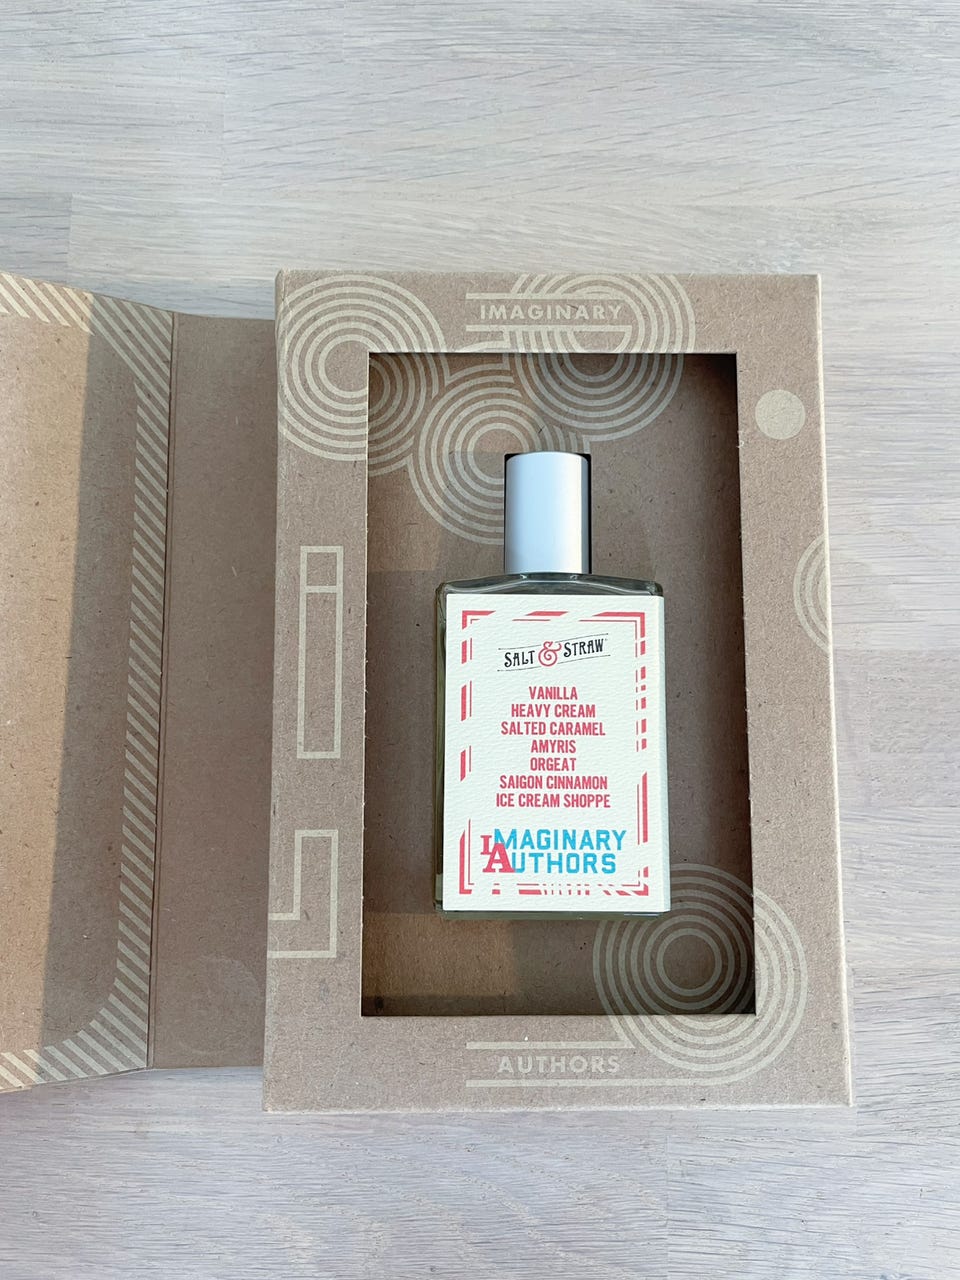 IMAGINARY
SALT & STRAW
VANILLA
HEAVY CREAM
SALTED CARAMEL
AMYRIS
ORGEAT
SAIGON CINNAMON
ICE CREAM SHOPPE
IMAGINARY
AUTHORS
AUTHORS